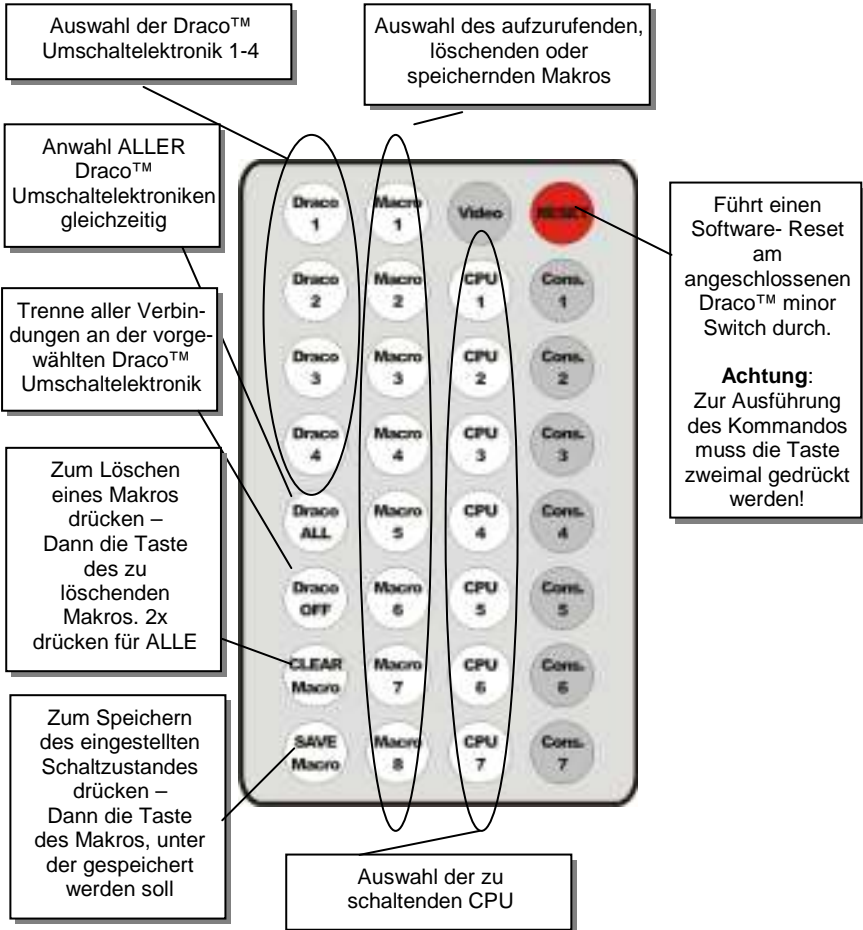 Auswahl der Draco™
Umschaltelektronik 1-4
Auswahl des aufzurufenden,
löschenden oder
speichernden Makros
Anwahl ALLER
Draco™
Umschaltelektroniken
gleichzeitig
Trenne aller Verbin-
dungen an der vorge-
wählten Draco™
Umschaltelektronik
Zum Löschen
eines Makros
drücken –
Dann die Taste
des zu
löschenden
Makros. 2x
drücken für ALLE
Zum Speichern
des eingestellten
Schaltzustandes
drücken –
Dann die Taste
des Makros, unter
der gespeichert
werden soll
Draco
1
Macro
1
Video
RESET
Draco
2
Macro
2
CPU
1
Cons.
1
Draco
3
Macro
3
CPU
2
Cons.
2
Draco
4
Macro
4
CPU
3
Cons.
3
Draco
ALL
Macro
5
CPU
4
Cons.
4
Draco
OFF
Macro
6
CPU
5
Cons.
5
CLEAR
Macro
Macro
7
CPU
6
Cons.
6
SAVE
Macro
Macro
8
CPU
7
Cons.
7
Führt einen
Software- Reset
am
angeschlossenen
Draco™ minor
Switch durch.
Achtung:
Zur Ausführung
des Kommandos
muss die Taste
zweimal gedrückt
werden!
Auswahl der zu
schaltenden CPU